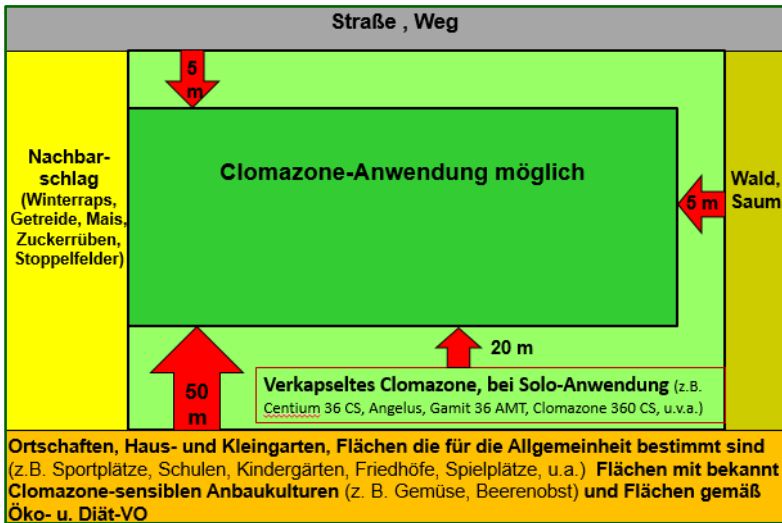 Straße , Weg
5
m
Nachbar-
schlag
(Winterraps,
Getreide, Mais,
Zuckerrüben,
Stoppelfelder)
Clomazone-Anwendung möglich
5 m
Wald,
Saum
20 m
50
m
Verkapseltes Clomazone, bei Solo-Anwendung (z.B.
Centium 36 CS, Angelus, Gamit 36 AMT, Clomazone 360 CS, u.v.a.)
Ortschaften, Haus- und Kleingarten, Flächen die für die Allgemeinheit bestimmt sind
(z.B. Sportplätze, Schulen, Kindergärten, Friedhöfe, Spielplätze, u.a.) Flächen mit bekannt
Clomazone-sensiblen Anbaukulturen (z. B. Gemüse, Beerenobst) und Flächen gemäß
Öko- u. Diät-VO